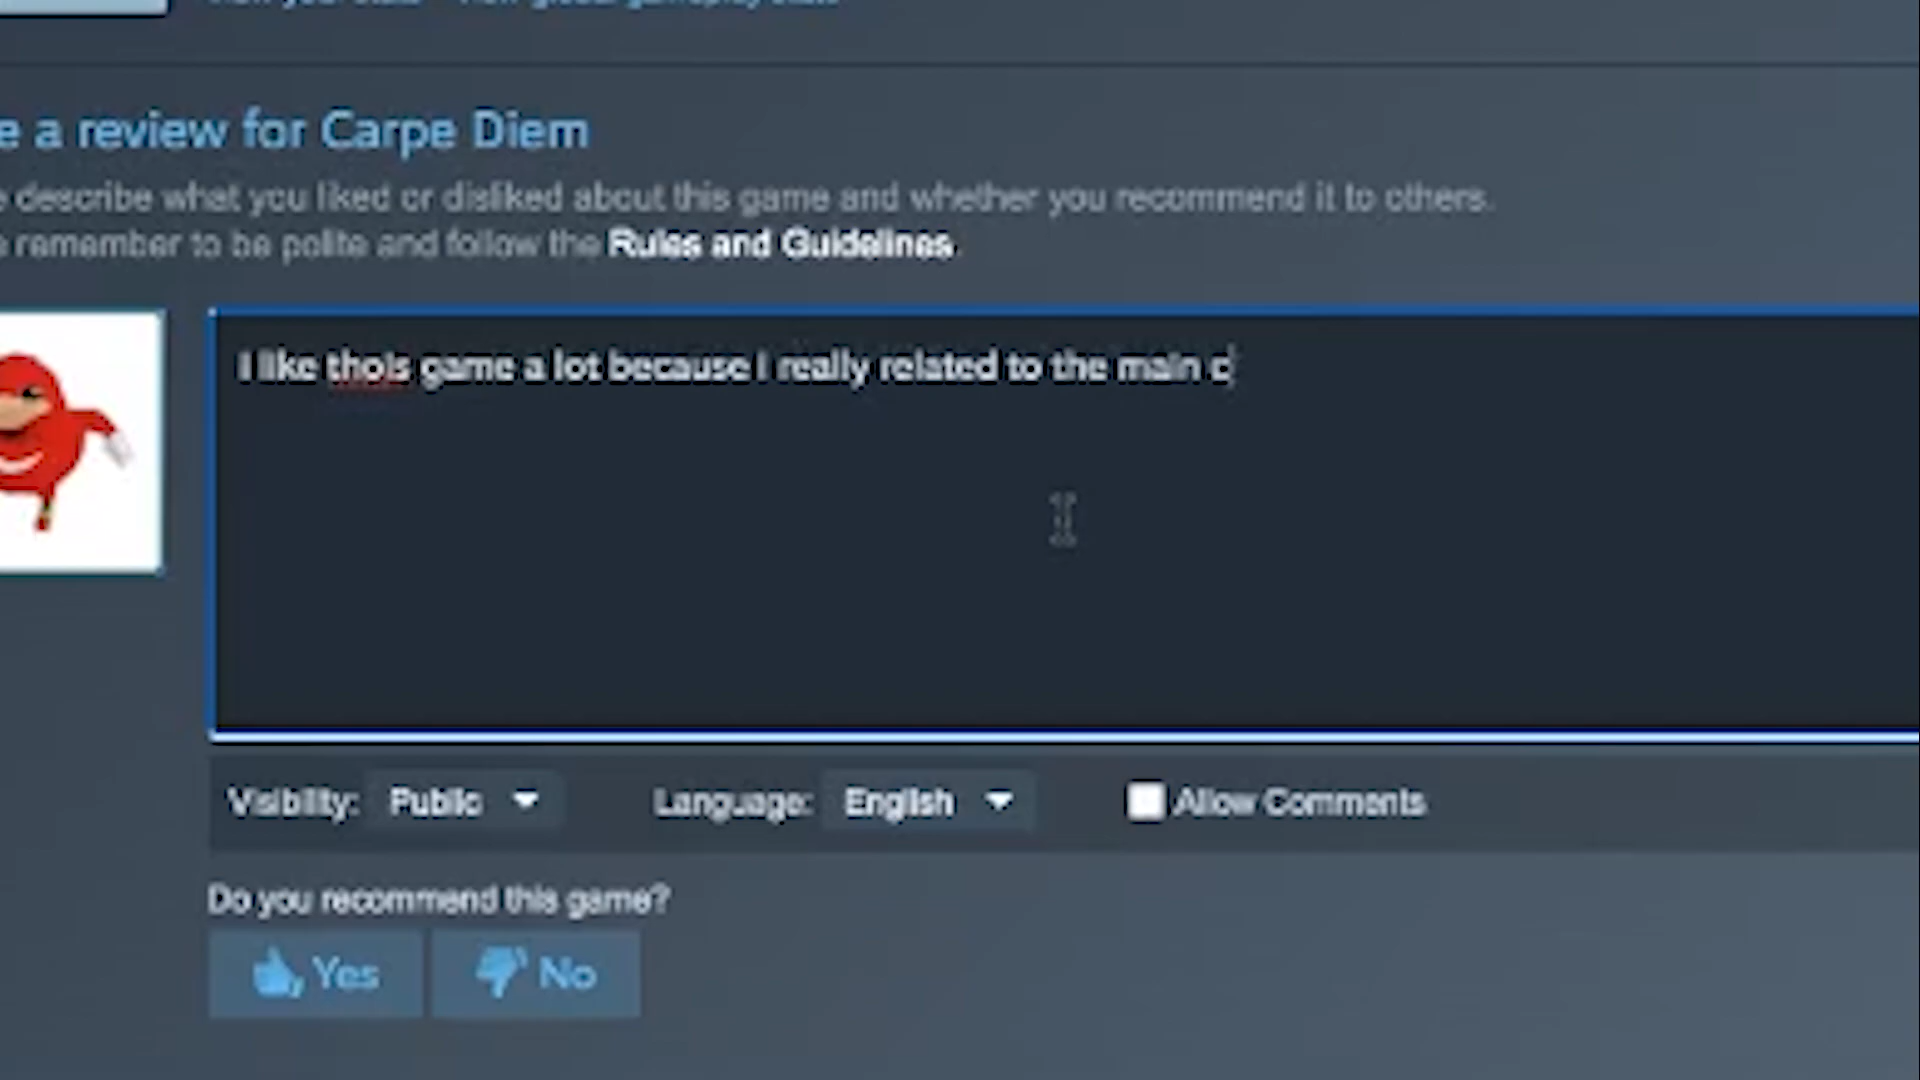 e a review for Carpe Diem
e describe what you liked or disliked about this game and whether you recommend it to others.
e remember to be polite and follow the Rules and Guidelines
I like thois game a lot because I really related to the main c
Visibility: Public
Language: English
Allow Comments
Do you recommend this game?
Yes
No